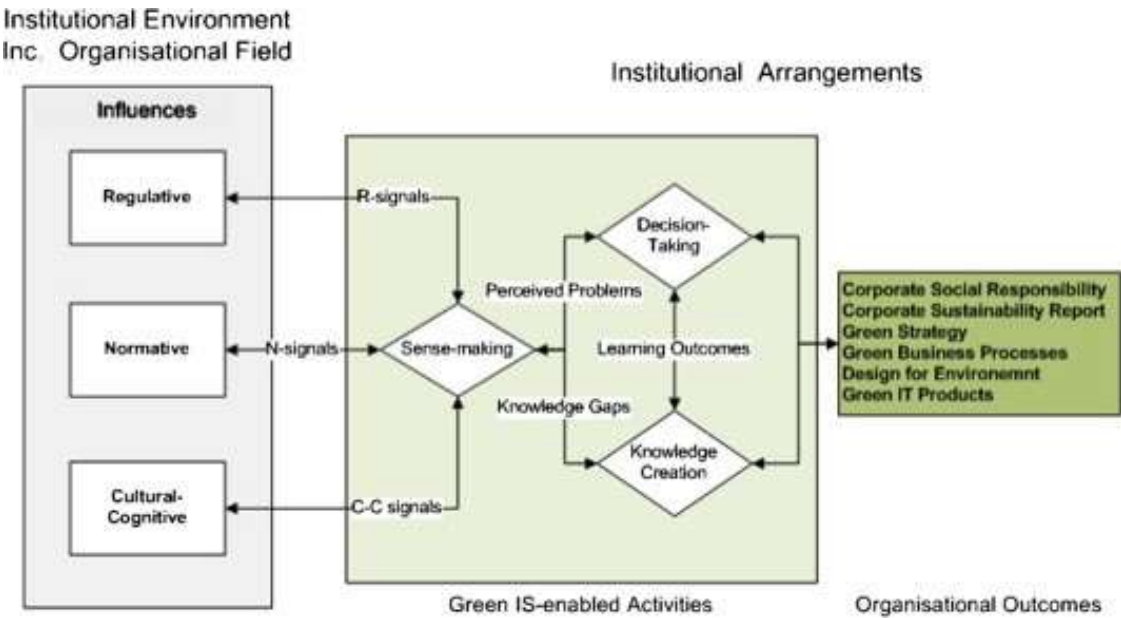 Institutional Environment
Inc. Organisational Field
Institutional Arrangements
Influences
Regulative
Normative
Cultural-
Cognitive
R-signals
N-signals
C-C signals
Sense-making
Perceived Problems
Knowledge Gaps
Decision-
Taking
Learning Outcomes
Knowledge
Creation
Corporate Social Responsibility
Corporate Sustainability Report
Green Strategy
Green Business Processes
Design for Environemnt
Green IT Products
Green IS-enabled Activities
Organisational Outcomes